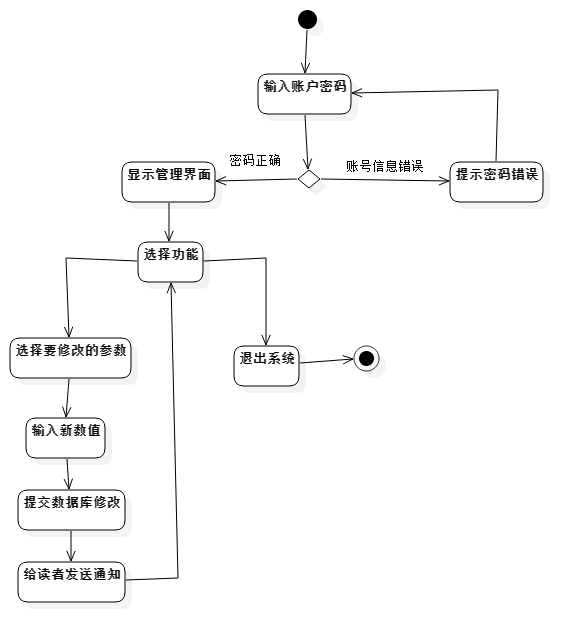 输入账户密码
密码正确
账号信息错误
显示管理界面
提示密码错误
选择功能
选择要修改的参数
退出系统
输入新数值
提交数据库修改
给读者发送通知